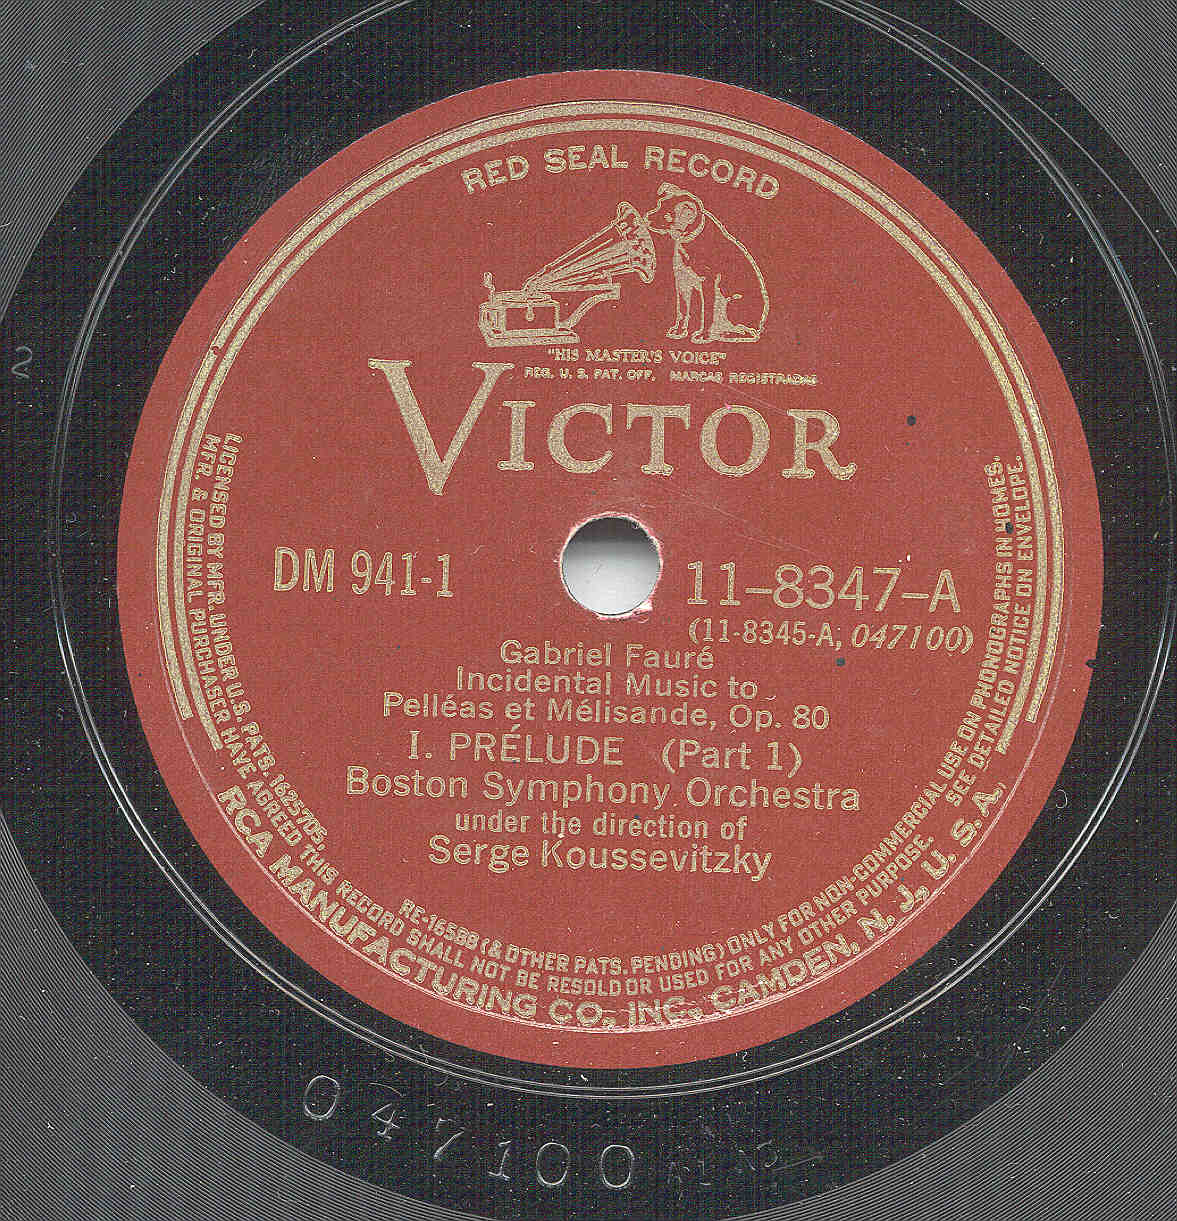 RED SEAL RECORD
"HIS MASTER'S VOICE"
REG. U. S. PAT. OFF. MARCAS REGISTRADAS
VICTOR
DM 941-1
11-8347-A
(11-8345-A; 047100)
Gabriel Fauré
Incidental Music to
Pelléas et Mélisande, Op. 80
I. PRÉLUDE (Part 1)
Boston Symphony Orchestra
under the direction of
Serge Koussevitzky
LICENSED BY MFR. UNDER U.S. PATS. 1625705, RE-16588 (& OTHER PATS. PENDING) ONLY FOR NON-COMMERCIAL USE ON PHONOGRAPHS IN HOMES.
MFR. & ORIGINAL PURCHASER HAVE AGREED THIS RECORD SHALL NOT BE RESOLD OR USED FOR ANY OTHER PURPOSE. SEE DETAILED NOTICE ON ENVELOPE.
RCA MANUFACTURING CO., INC., CAMDEN, N. J., U. S. A.
2
047100